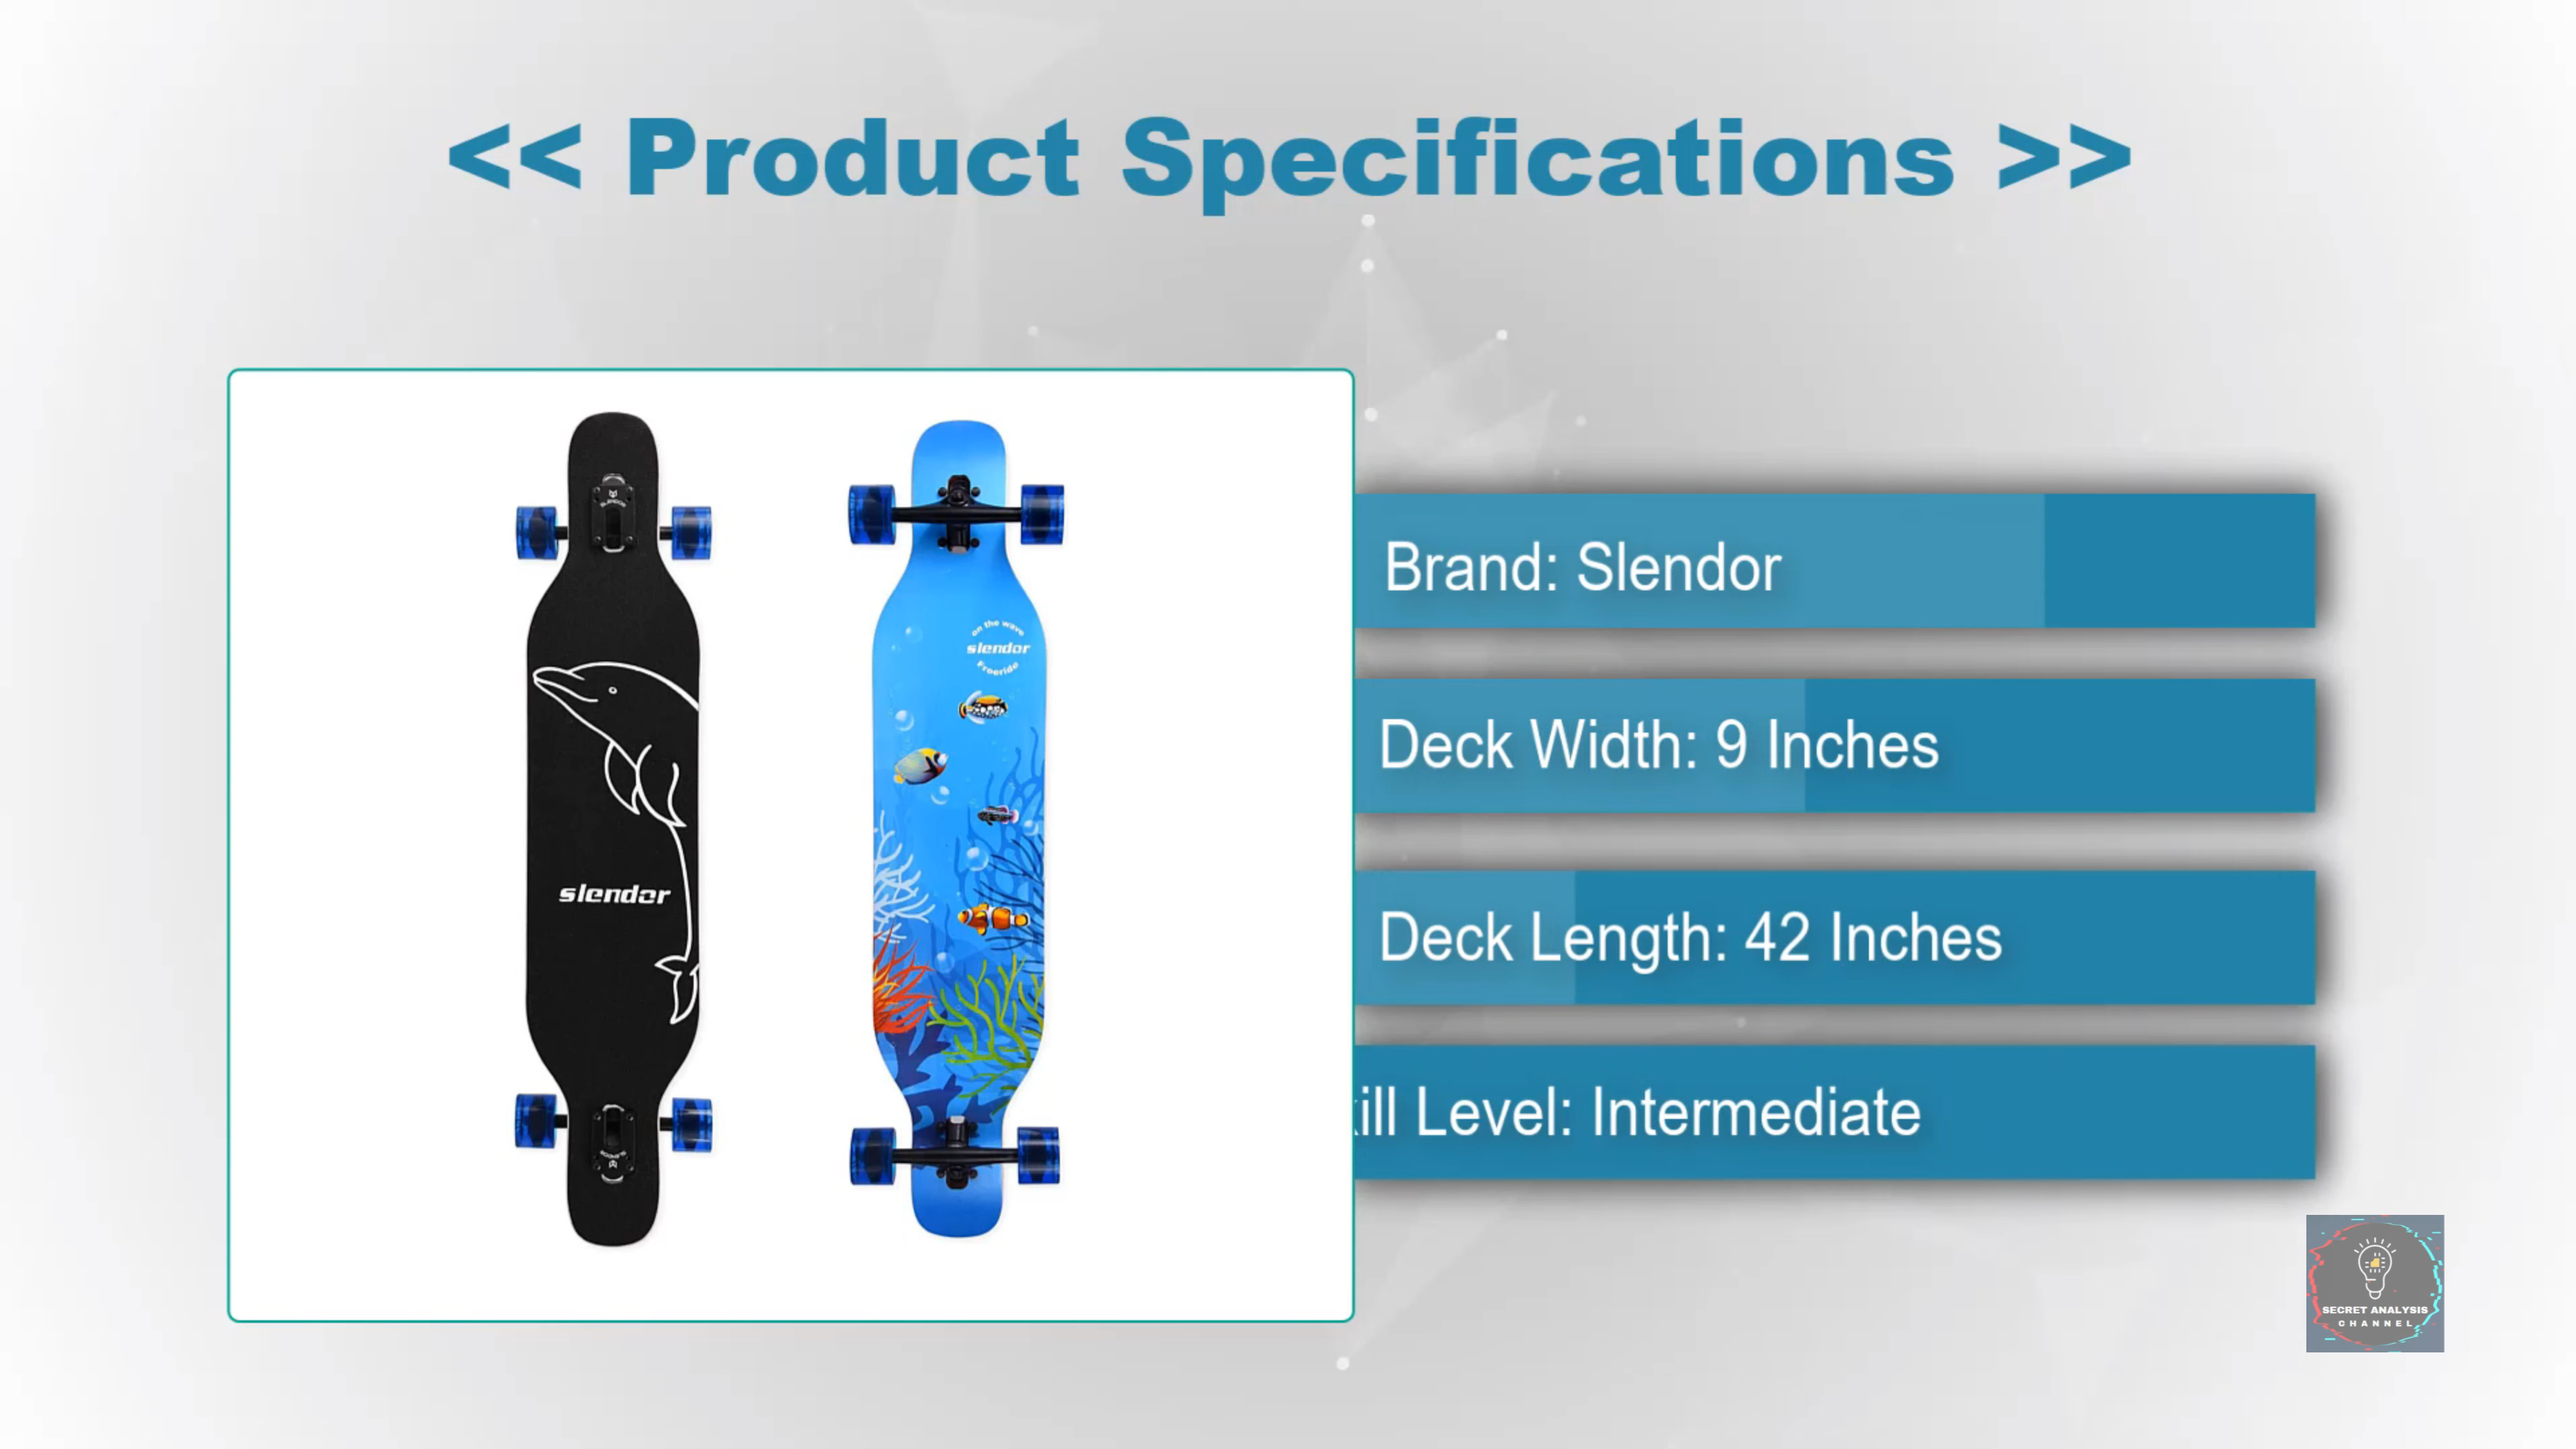 << Product Specifications >>
on the wave
slendor
Freeride
slendor
Brand: Slendor
Deck Width: 9 Inches
Deck Length: 42 Inches
ill Level: Intermediate
SECRET ANALYSIS
CHANNEL